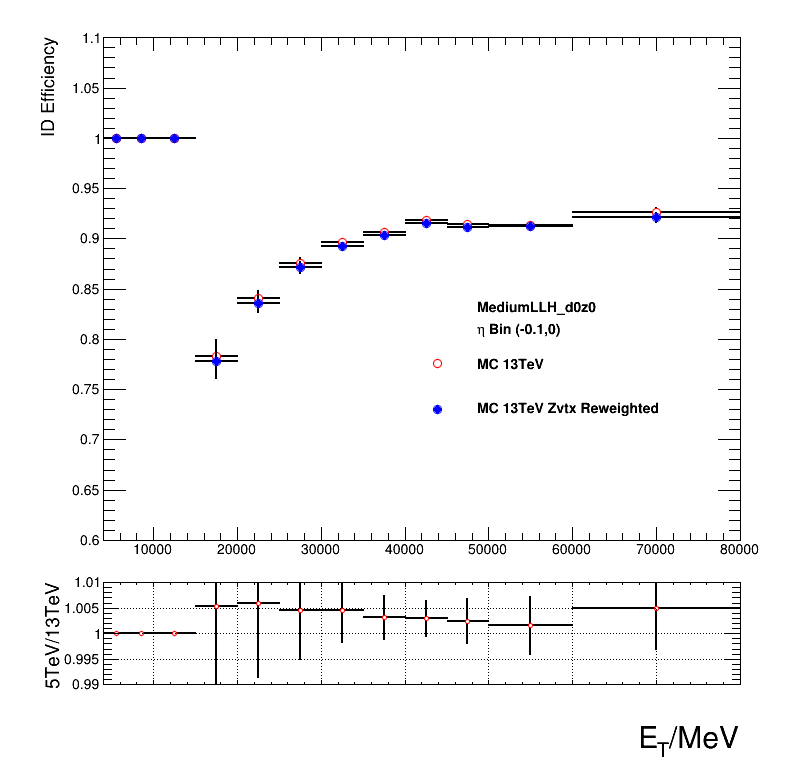 ID Efficiency
1.1
1.05
1
0.95
0.9
0.85
0.8
0.75
0.7
0.65
0.6
MediumLLH_d0z0
η Bin (-0.1,0)
MC 13TeV
MC 13TeV Zvtx Reweighted
10000 20000 30000 40000 50000 60000 70000 80000
5TeV/13TeV
1.01
1.005
1
0.995
0.99
E_T/MeV